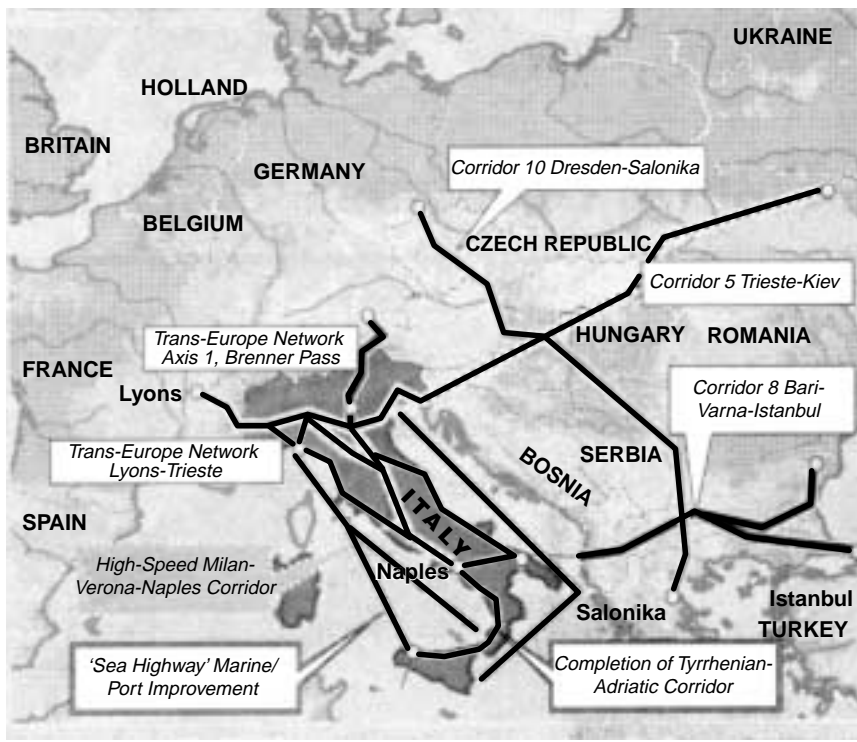 UKRAINE
HOLLAND
BRITAIN
GERMANY
Corridor 10 Dresden-Salonika
BELGIUM
CZECH REPUBLIC
Corridor 5 Trieste-Kiev
Trans-Europe Network
Axis 1, Brenner Pass
HUNGARY
ROMANIA
FRANCE
Lyons
Corridor 8 Bari-
Varna-Istanbul
Trans-Europe Network
Lyons-Trieste
SERBIA
BOSNIA
SPAIN
ITALY
High-Speed Milan-
Verona-Naples Corridor
Naples
Salonika
Istanbul
TURKEY
'Sea Highway' Marine/
Port Improvement
Completion of Tyrrhenian-
Adriatic Corridor